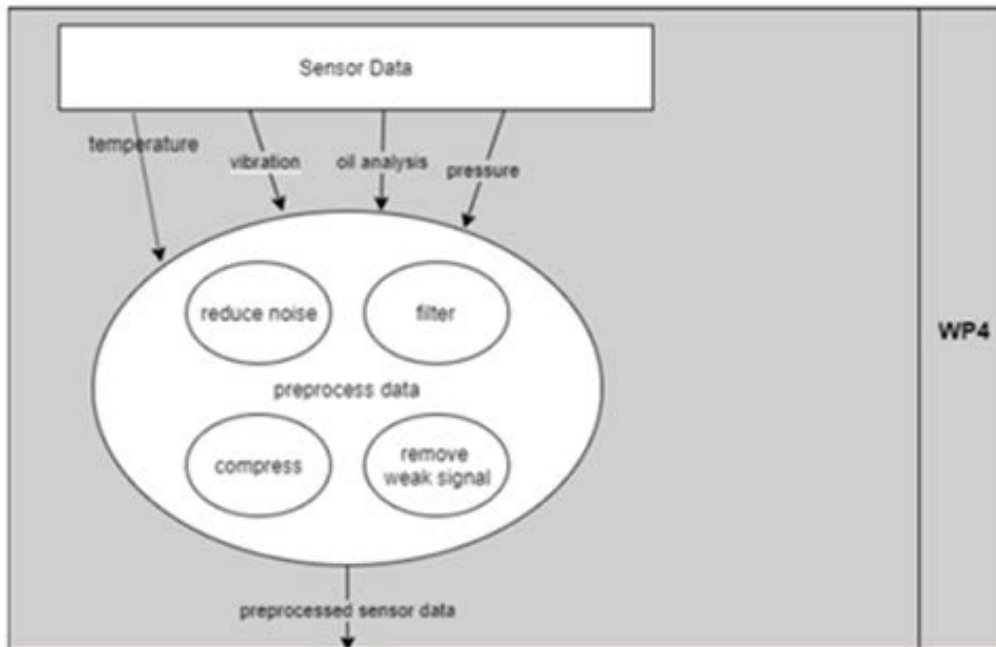 Sensor Data
temperature
vibration
oil analysis
pressure
reduce noise
filter
preprocess data
compress
remove
weak signal
preprocessed sensor data
WP4